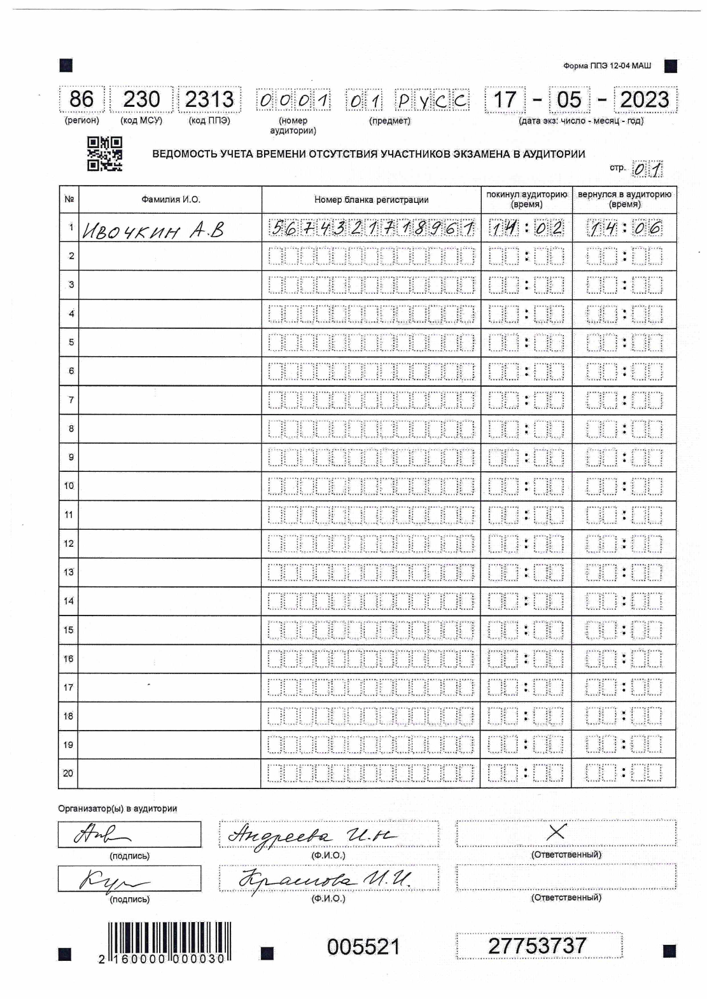 Форма ППЭ 12-04 МАШ
86 230 2313 0001 01 РУСС 17 - 05 - 2023
(регион) (код МСУ) (код ППЭ) (номер аудитории) (предмет) (дата экз: число - месяц - год)
ВЕДОМОСТЬ УЧЕТА ВРЕМЕНИ ОТСУТСТВИЯ УЧАСТНИКОВ ЭКЗАМЕНА В АУДИТОРИИ
стр. 01
№ Фамилия И.О. Номер бланка регистрации покинул аудиторию (время) вернулся в аудиторию (время)
1 ИВОЧКИН А.В 5674321718961 14 : 02 14 : 06
2 : :
3 : :
4 : :
5 : :
6 : :
7 : :
8 : :
9 : :
10 : :
11 : :
12 : :
13 : :
14 : :
15 : :
16 : :
17 : :
18 : :
19 : :
20 : :
Организатор(ы) в аудитории
Андреева И.Н X
(подпись) (Ф.И.О.) (Ответственный)
И.И.
(подпись) (Ф.И.О.) (Ответственный)
2 160000 000030 005521 27753737